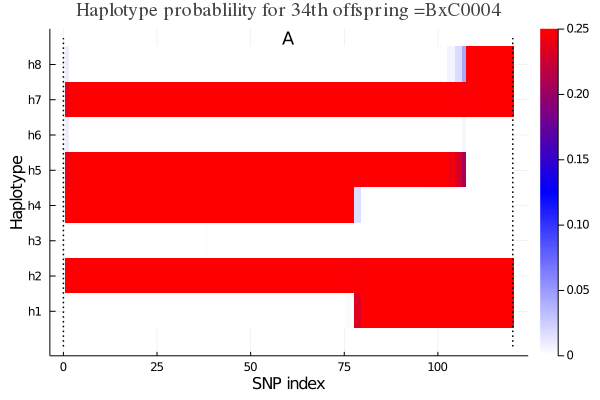 Haplotype probablility for 34th offspring =BxC0004
A
h8
h7
h6
h5
h4
h3
h2
h1
Haplotype
0
25
50
75
100
SNP index
0.25
0.20
0.15
0.10
0.05
0